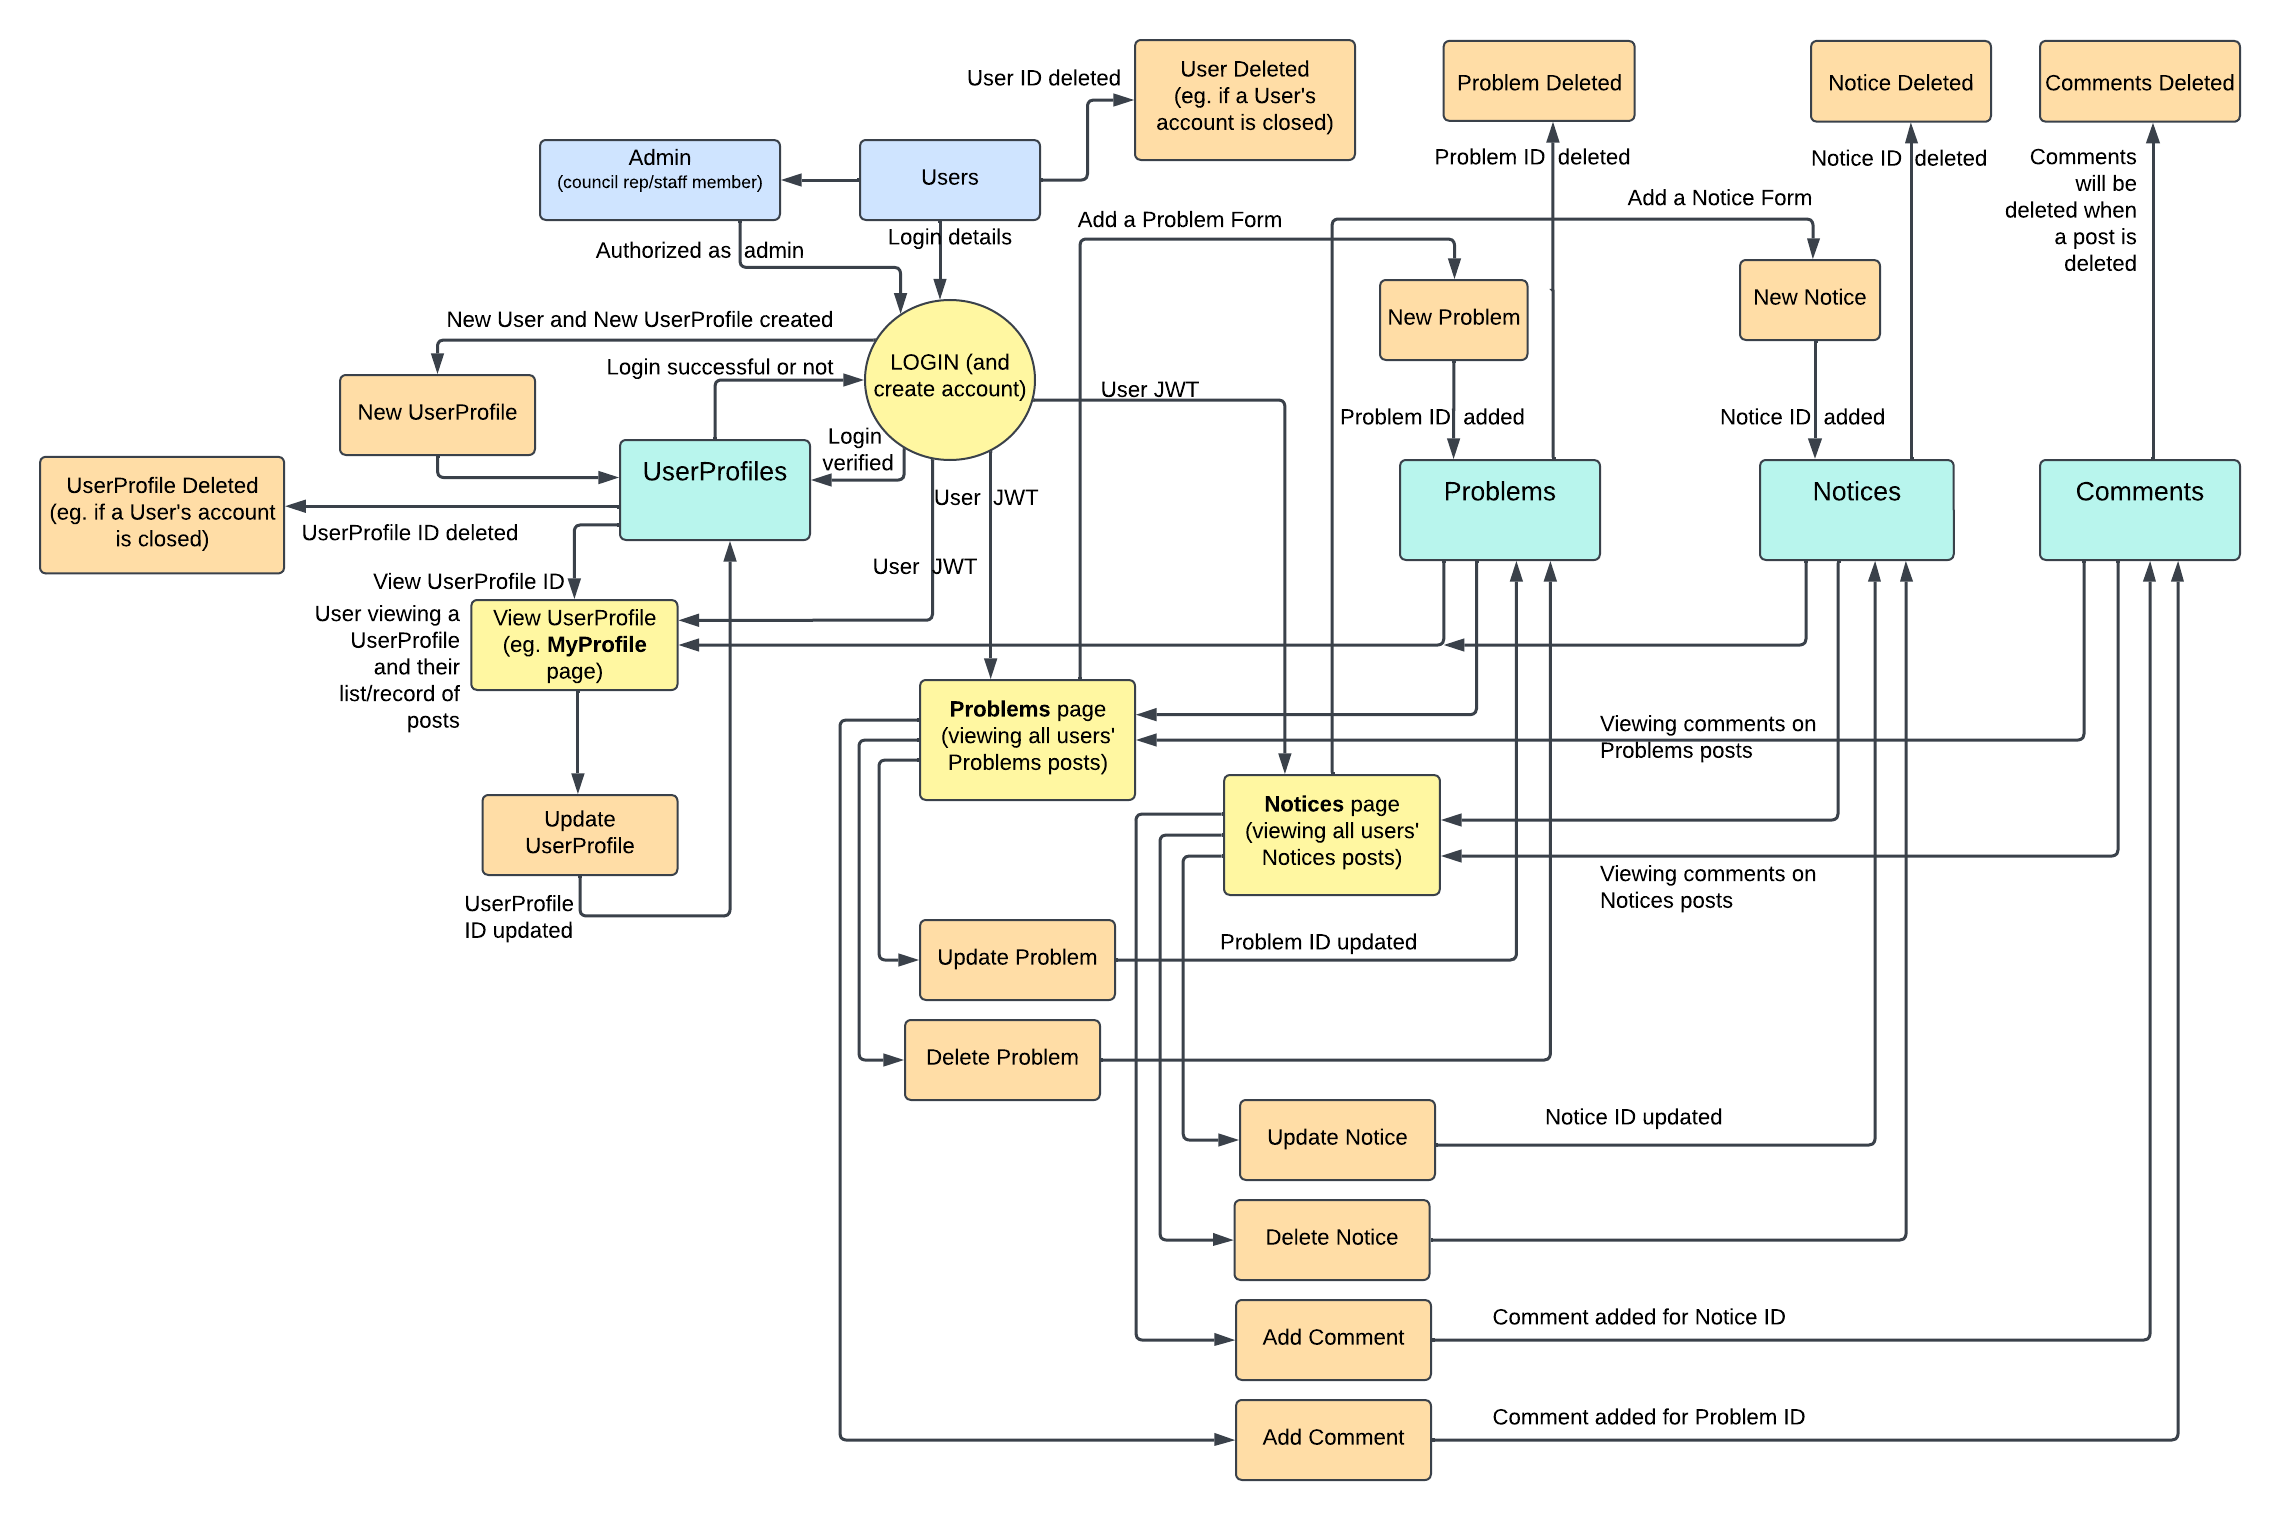 User ID deleted
User Deleted
(eg. if a User's
account is closed)
Problem Deleted
Notice Deleted
Comments Deleted
Admin
(council rep/staff member)
Users
Problem ID deleted
Notice ID deleted
Comments
will be
deleted when
a post is
deleted
Authorized as admin
Login details
Add a Problem Form
Add a Notice Form
New User and New UserProfile created
Login successful or not
LOGIN (and
create account)
New Problem
New Notice
New UserProfile
User JWT
Problem ID added
Notice ID added
Login
verified
UserProfiles
Problems
Notices
Comments
UserProfile Deleted
(eg. if a User's account
is closed)
UserProfile ID deleted
User JWT
User JWT
View UserProfile ID
User viewing a
UserProfile
and their
list/record of
posts
View UserProfile
(eg. MyProfile
page)
Problems page
(viewing all users'
Problems posts)
Viewing comments on
Problems posts
Notices page
(viewing all users'
Notices posts)
Viewing comments on
Notices posts
Update
UserProfile
UserProfile
ID updated
Update Problem
Problem ID updated
Delete Problem
Update Notice
Notice ID updated
Delete Notice
Add Comment
Comment added for Notice ID
Add Comment
Comment added for Problem ID